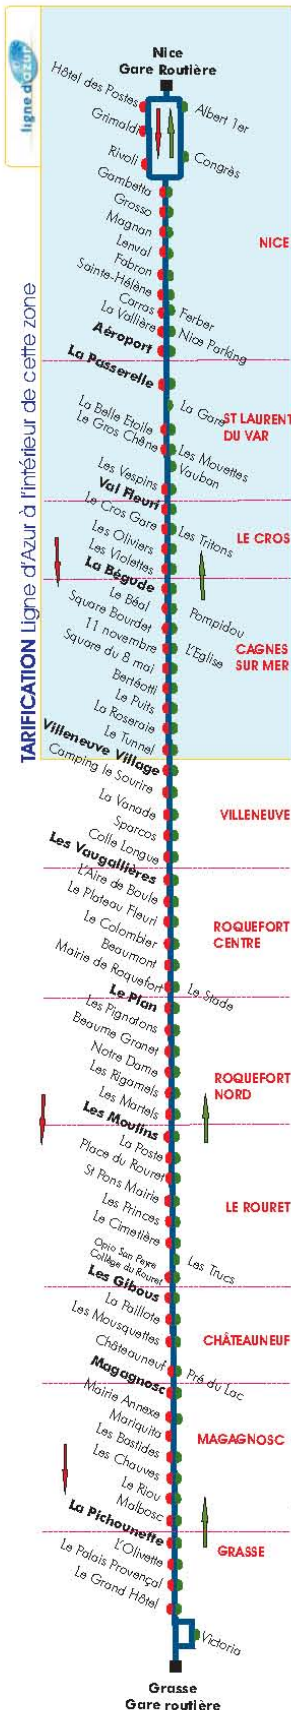 ligne d'azur
Nice
Gare Routière
Hôtel des Postes
Albert 1er
Grimaldi
Rivoli
Congrès
Gambetta
Grosso
Magnan
Lenval
NICE
Fabron
Sainte-Hélène
Carras
Ferber
La Vallière
Nice Parking
Aéroport
La Passerelle
La Gare
ST LAURENT
DU VAR
La Belle Etoile
Le Gros Chêne
Les Mouettes
Vauban
Les Vespins
Val Fleuri
Le Cros Gare
Les Tritons
LE CROS
Les Oliviers
Les Violettes
La Bégude
Le Béal
Pompidou
Square Bourdet
11 novembre
L'Eglise
CAGNES
SUR MER
Square du 8 mai
Bertéotti
Le Puits
La Roseraie
Le Tunnel
TARIFICATION Ligne d'Azur à l'intérieur de cette zone
Villeneuve Village
Camping le Sourire
La Vanade
VILLENEUVE
Sparcos
Colle Longue
Les Vaugallières
L'Aire de Boule
Le Plateau Fleuri
Le Colombier
ROQUEFORT
CENTRE
Beaumont
Mairie de Roquefort
Le Stade
Le Plan
Les Pignatons
Beaume Granet
Notre Dame
ROQUEFORT
NORD
Les Rigamels
Les Martels
Les Moulins
La Poste
Place du Rouret
St Pons Mairie
LE ROURET
Les Princes
Le Cimetière
Opio San Peyre
Collège du Rouret
Les Trucs
Les Gibous
La Paillote
Les Mousquettes
CHÂTEAUNEUF
Châteauneuf
Pré du Lac
Magagnosc
Mairie Annexe
Mariquita
MAGAGNOSC
Les Bastides
Les Chauves
Le Riou
Malbosc
La Pichounette
GRASSE
L'Olivette
Le Palais Provençal
Le Grand Hôtel
Victoria
Grasse
Gare routière